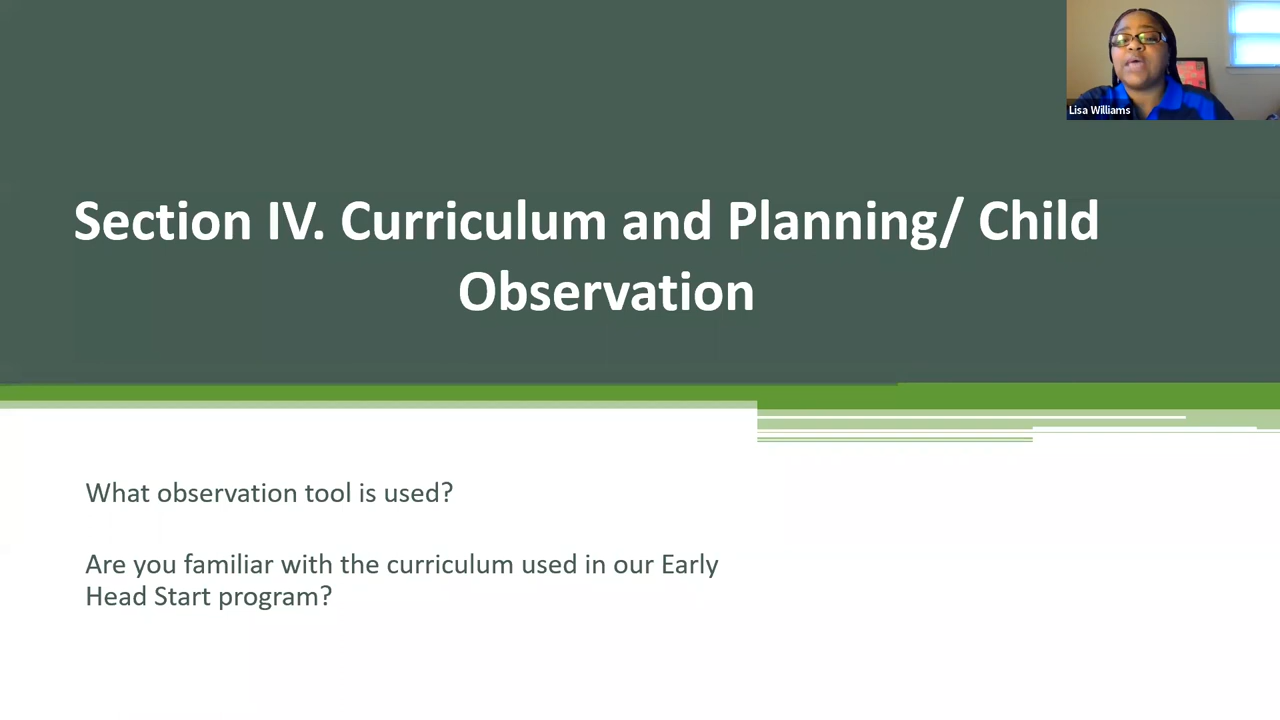 Lisa Williams
Section IV. Curriculum and Planning/ Child
Observation
What observation tool is used?
Are you familiar with the curriculum used in our Early
Head Start program?